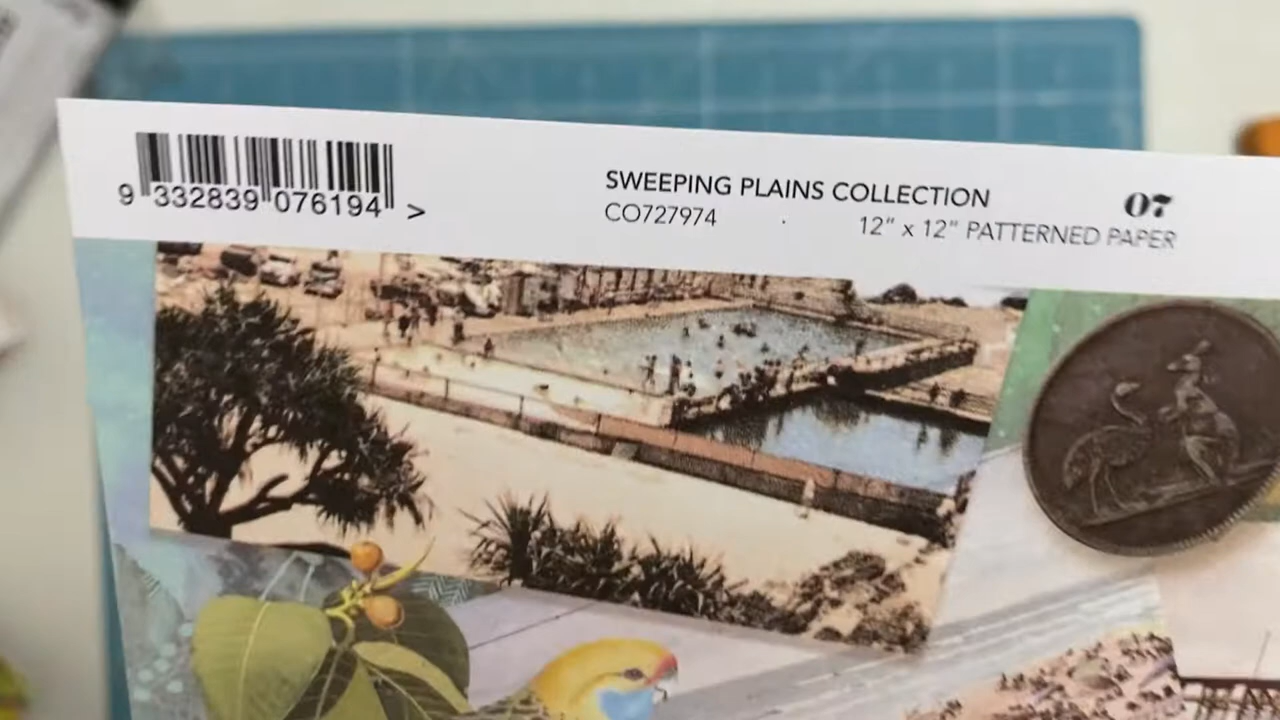 9 332839 076194 >
SWEEPING PLAINS COLLECTION
07
CO727974 · 12" x 12" PATTERNED PAPER